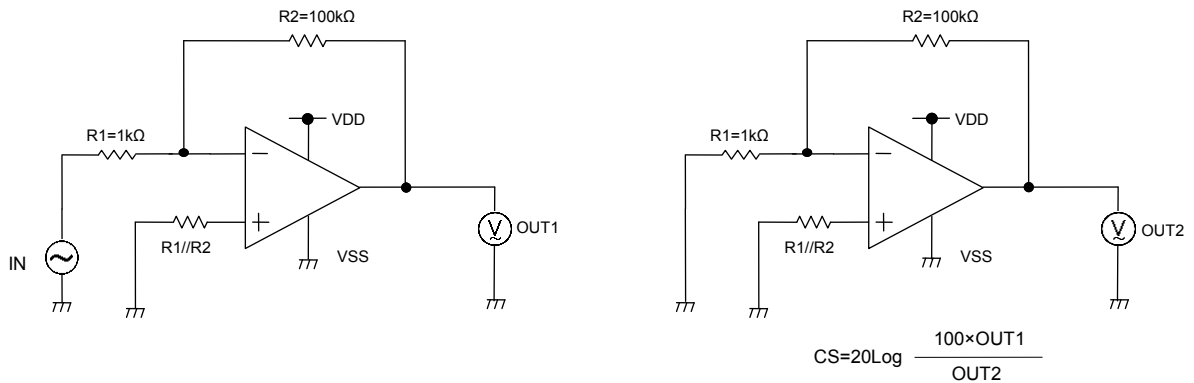 R2=100kΩ
VDD
R1=1kΩ
−
+
V
OUT1
R1//R2
VSS
IN
R2=100kΩ
VDD
R1=1kΩ
−
+
V
OUT2
R1//R2
VSS
CS=20Log 100×OUT1
OUT2